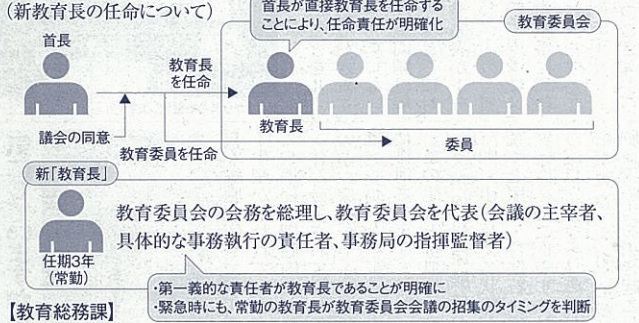 (新教育長の任命について)
首長が直接教育長を任命する
ことにより、任命責任が明確化
教育委員会
首長
教育長
を任命
議会の同意
教育委員を任命
教育長
委員
新「教育長」
教育委員会の会務を総理し、教育委員会を代表(会議の主宰者、
具体的な事務執行の責任者、事務局の指揮監督者)
任期3年
(常勤)
・第一義的な責任者が教育長であることが明確に
・緊急時にも、常勤の教育長が教育委員会会議の招集のタイミングを判断
【教育総務課】